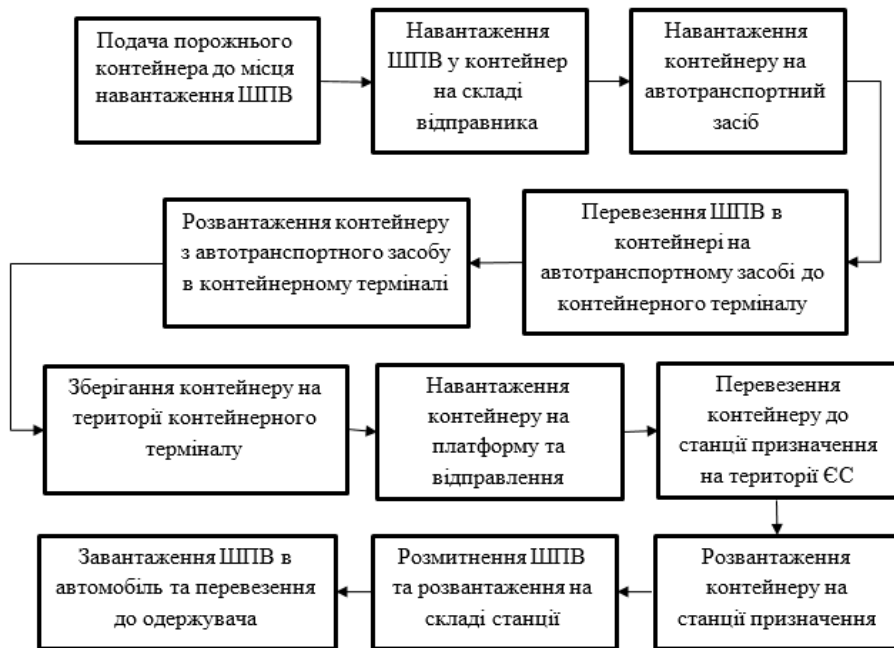 Подача порожнього
контейнера до місця
навантаження ШПВ
Навантаження
ШПВ у контейнер
на складі
відправника
Навантаження
контейнеру на
автотранспортний
засіб
Перевезення ШПВ в
контейнері на
автотранспортному засобі до
контейнерного терміналу
Розвантаження контейнеру
з автотранспортного засобу
в контейнерному терміналі
Зберігання контейнеру на
території контейнерного
терміналу
Навантаження
контейнеру на
платформу та
відправлення
Перевезення
контейнеру до
станції призначення
на території ЄС
Розвантаження
контейнеру на
станції призначення
Розмитнення ШПВ
та розвантаження на
складі станції
Завантаження ШПВ в
автомобіль та перевезення
до одержувача